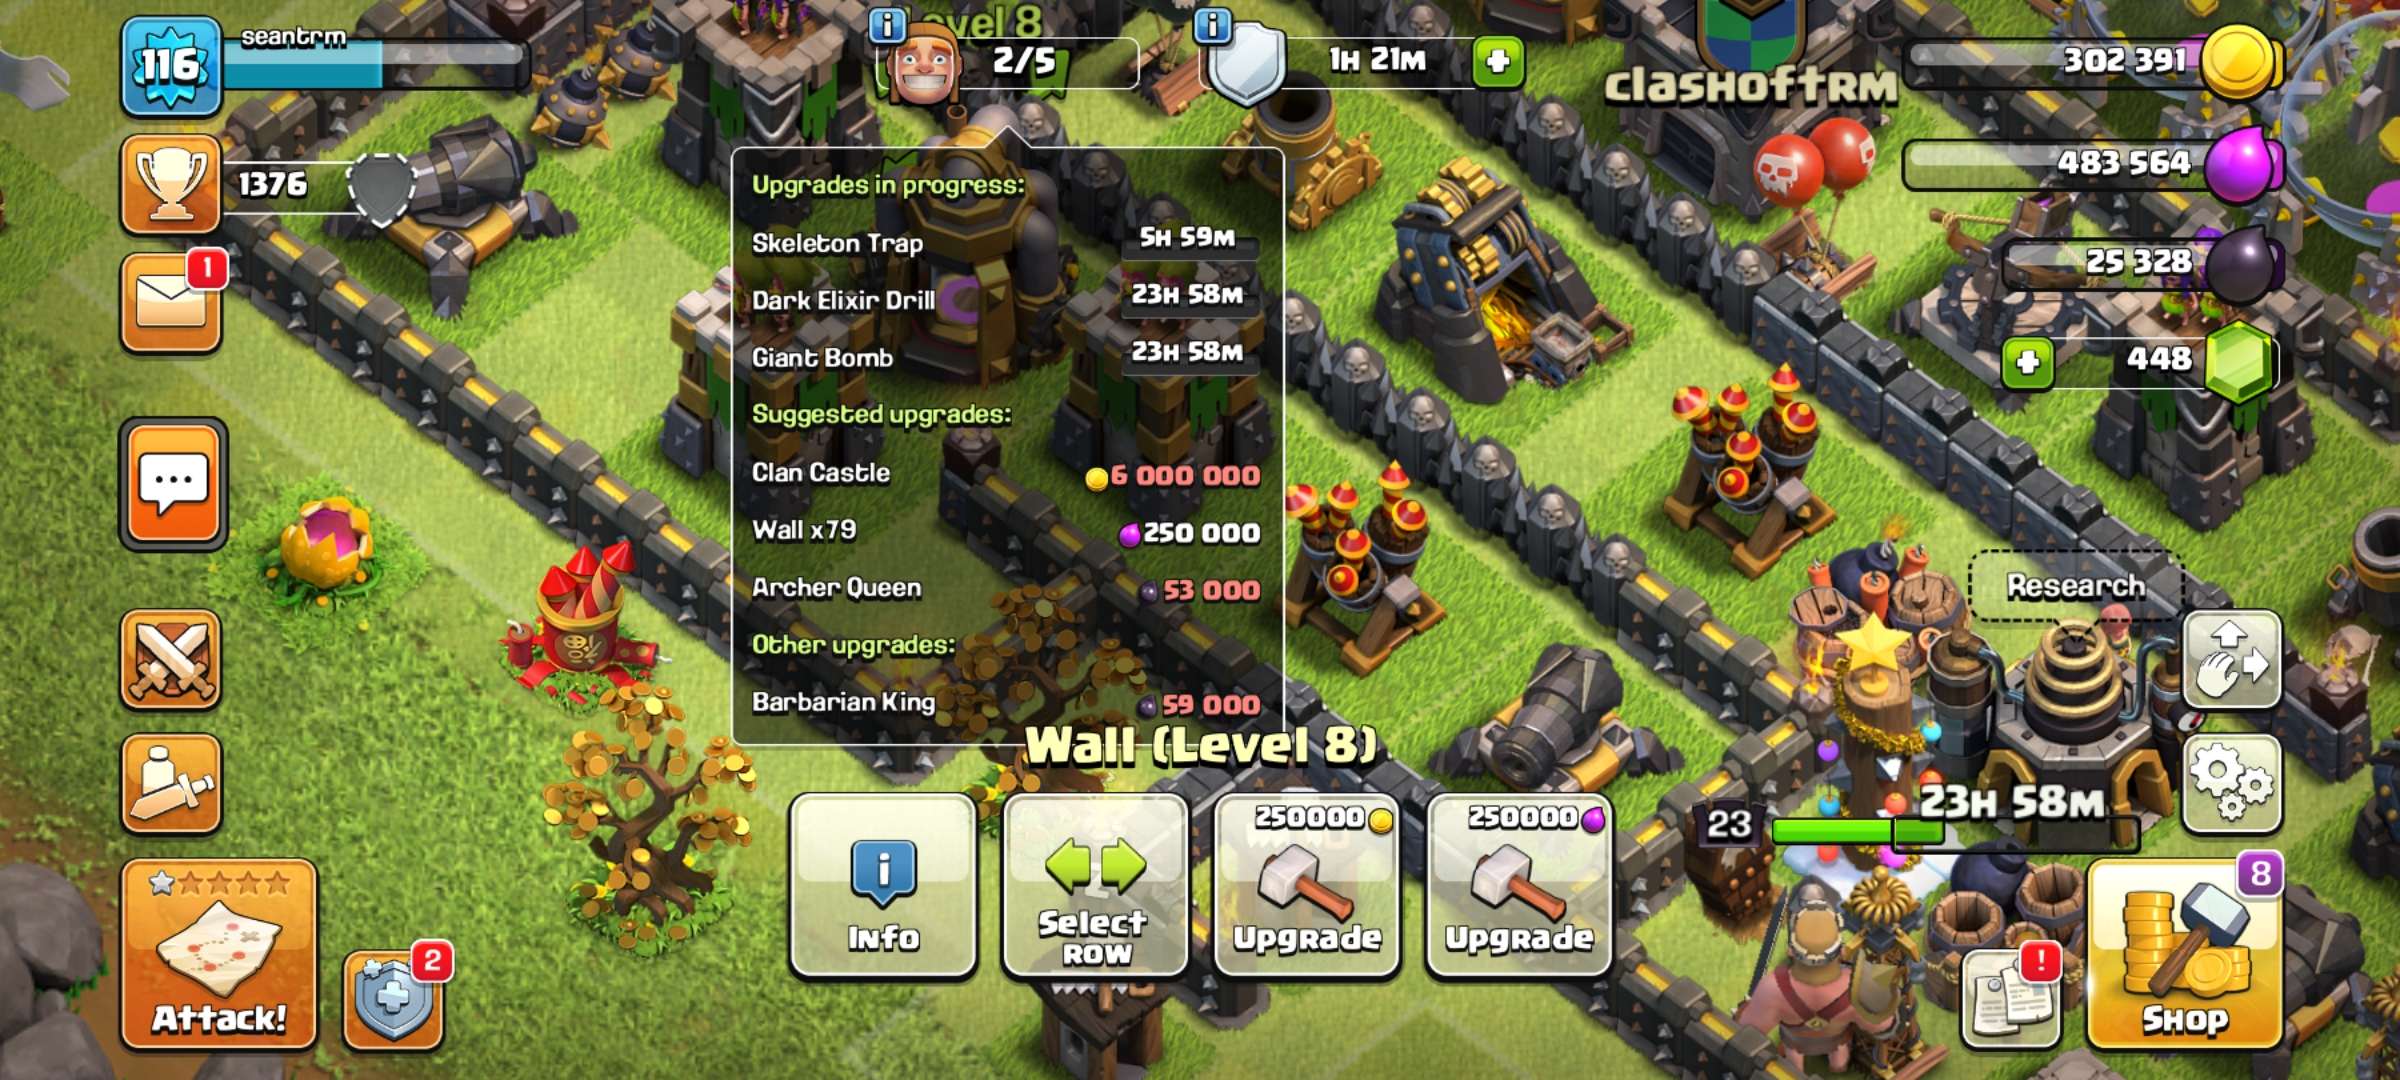 116
seantrm
Level 8
2/5
1H 21M
clashoftrm
302 391
1376
483 564
1
25 328
448
Upgrades in progress:
Skeleton Trap 5H 59M
Dark Elixir Drill 23H 58M
Giant Bomb 23H 58M
Suggested upgrades:
Clan Castle 6 000 000
Wall x79 250 000
Archer Queen 53 000
Other upgrades:
Barbarian King 59 000
Research
Wall (Level 8)
23
23H 58M
Info
Select
Row
250000
Upgrade
250000
Upgrade
Attack!
2
!
8
Shop